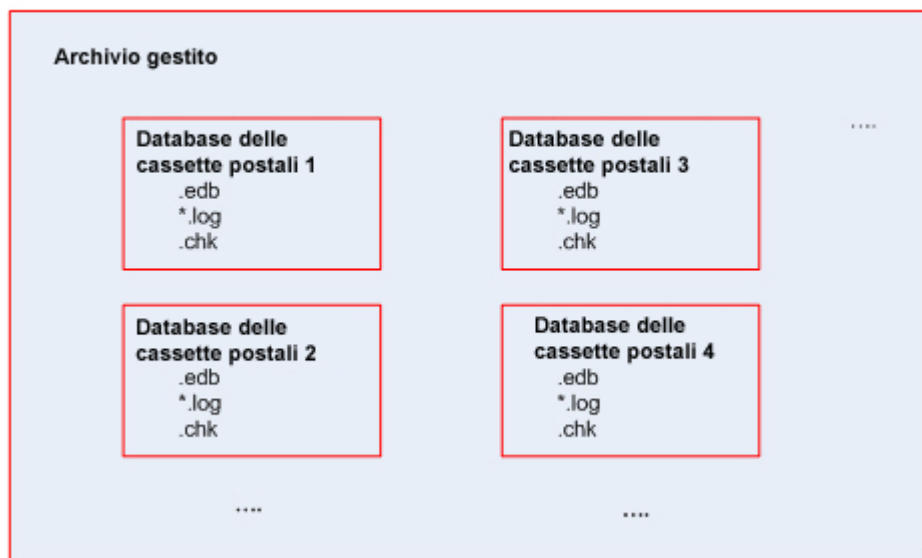 Archivio gestito
Database delle
cassette postali 1
.edb
*.log
.chk
Database delle
cassette postali 3
.edb
*.log
.chk
....
Database delle
cassette postali 2
.edb
*.log
.chk
Database delle
cassette postali 4
.edb
*.log
.chk
....
....